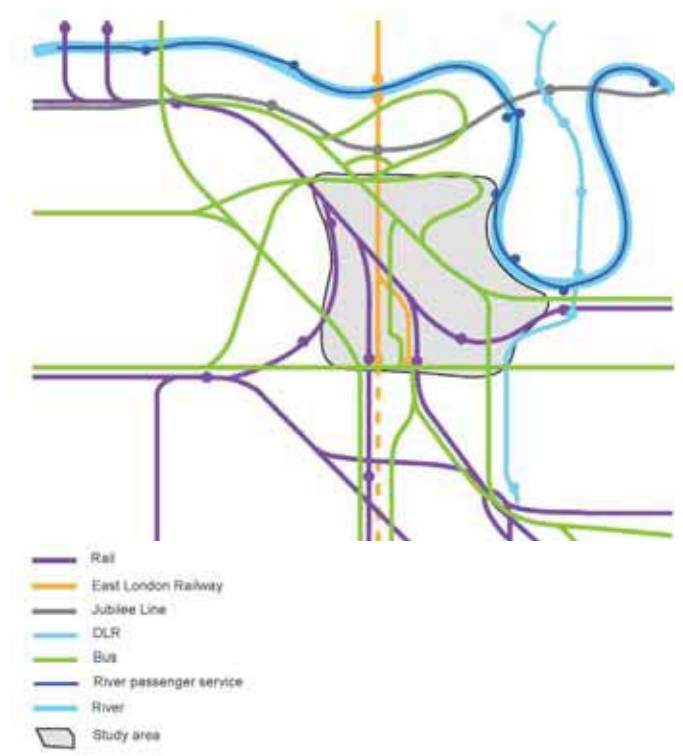 Rail
East London Railway
Jubilee Line
DLR
Bus
River passenger service
River
Study area